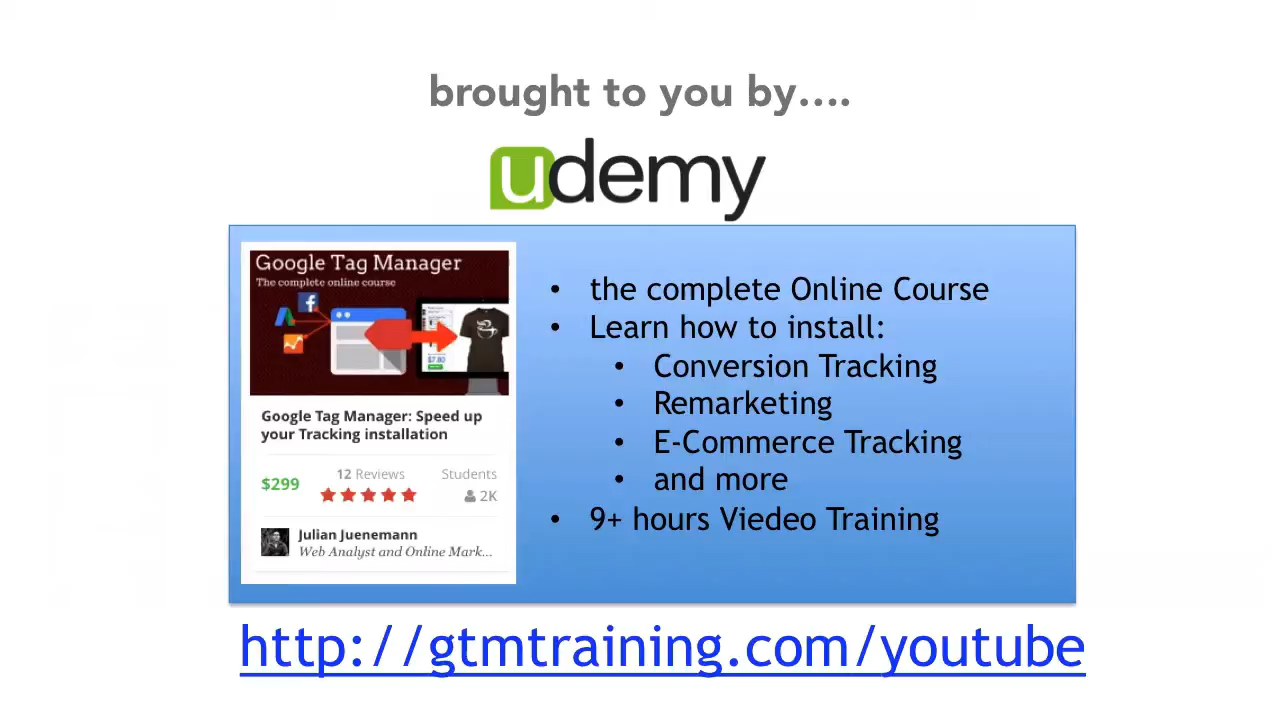 brought to you by....
udemy
Google Tag Manager
The complete online course
$7.80
Google Tag Manager: Speed up
your Tracking installation
$299
12 Reviews
Students
2K
Julian Juenemann
Web Analyst and Online Mark...
• the complete Online Course
• Learn how to install:
• Conversion Tracking
• Remarketing
• E-Commerce Tracking
• and more
• 9+ hours Viedeo Training
http://gtmtraining.com/youtube